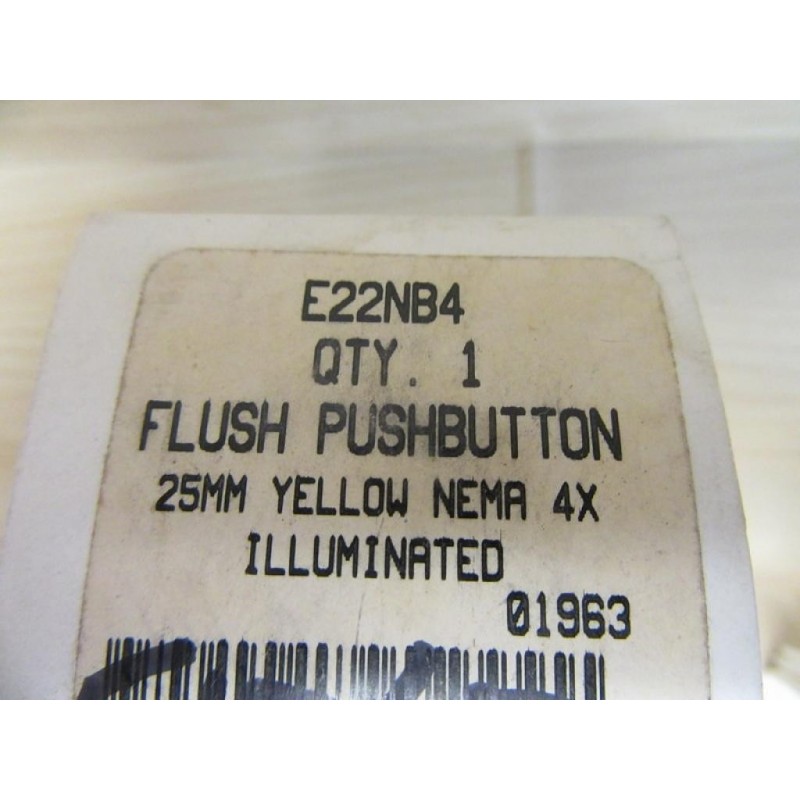 E22NB4
QTY. 1
FLUSH PUSHBUTTON
25MM YELLOW NEMA 4X
ILLUMINATED
01963